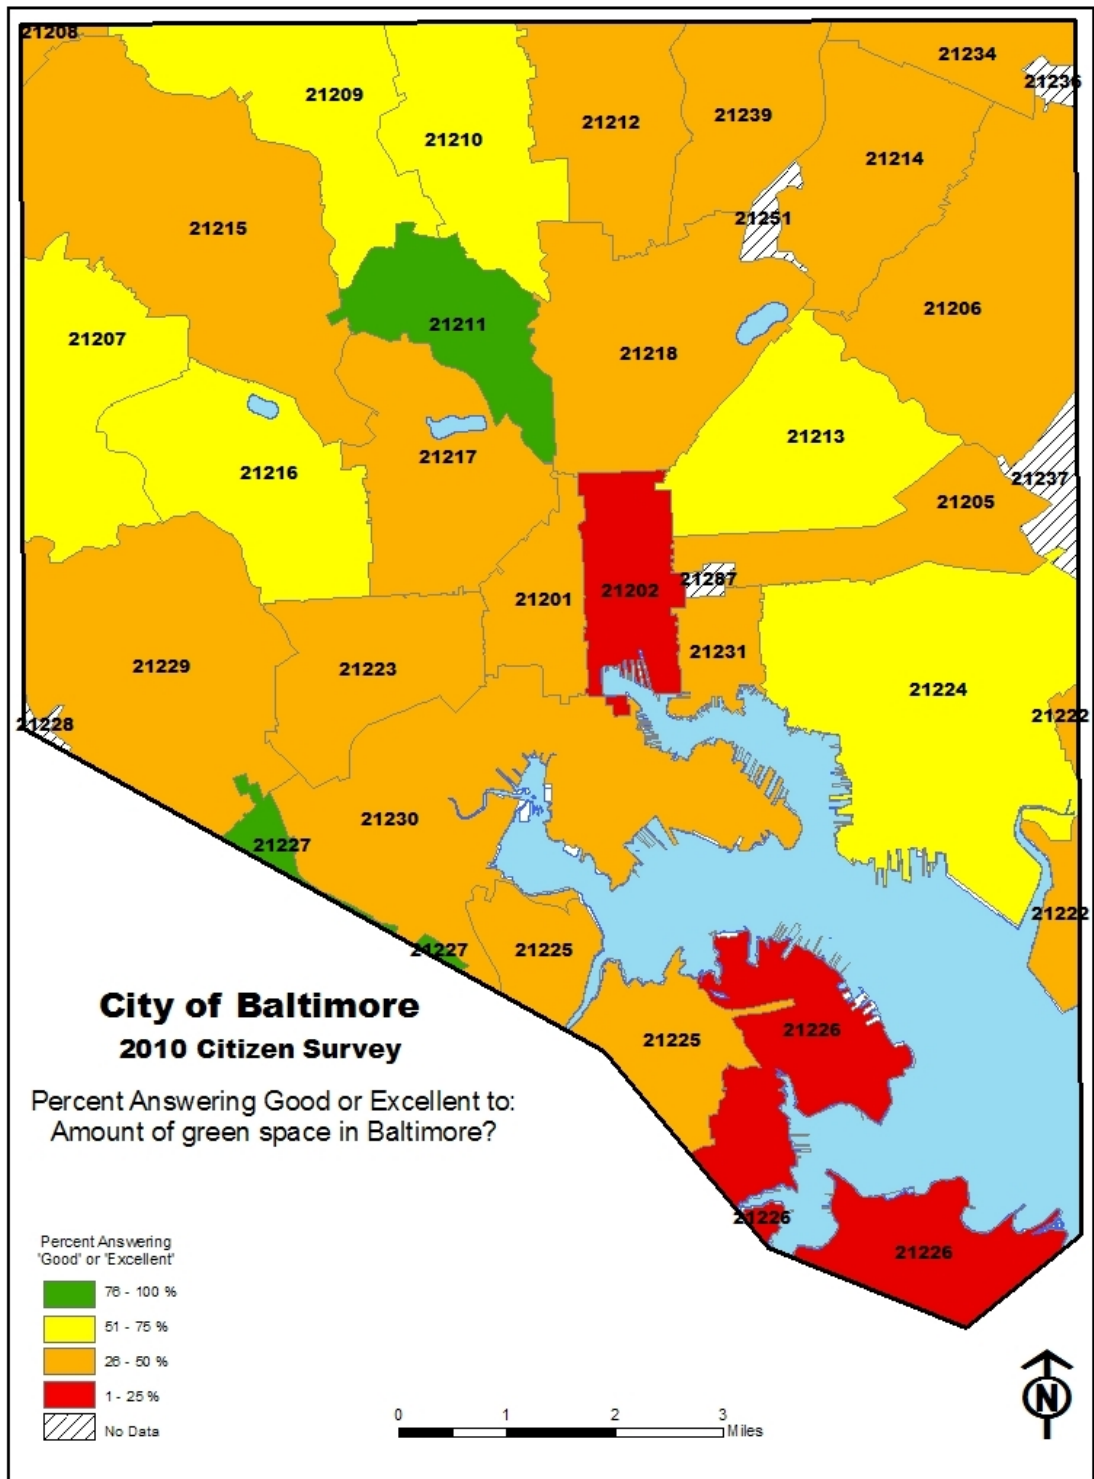 21208
21234
21236
21209
21239
21212
21210
21214
21251
21215
21206
21211
21207
21218
21213
21217
21216
21237
21205
21287
21202
21201
21231
21229
21223
21224
21222
21228
21230
21227
21222
21227
21225
City of Baltimore
21226
21225
2010 Citizen Survey
Percent Answering Good or Excellent to:
Amount of green space in Baltimore?
21226
21226
Percent Answering
'Good' or 'Excellent'
76 - 100 %
51 - 75 %
26 - 50 %
1 - 25 %
No Data
0 1 2 3
Miles
N